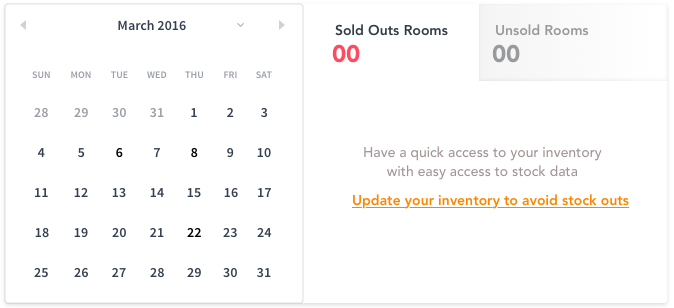 March 2016
SUN MON TUE WED THU FRI SAT
28 29 30 31 1 2 3
4 5 6 7 8 9 10
11 12 13 14 15 16 17
18 19 20 21 22 23 24
25 26 27 28 29 30 31
Sold Outs Rooms
00
Unsold Rooms
00
Have a quick access to your inventory
with easy access to stock data
Update your inventory to avoid stock outs